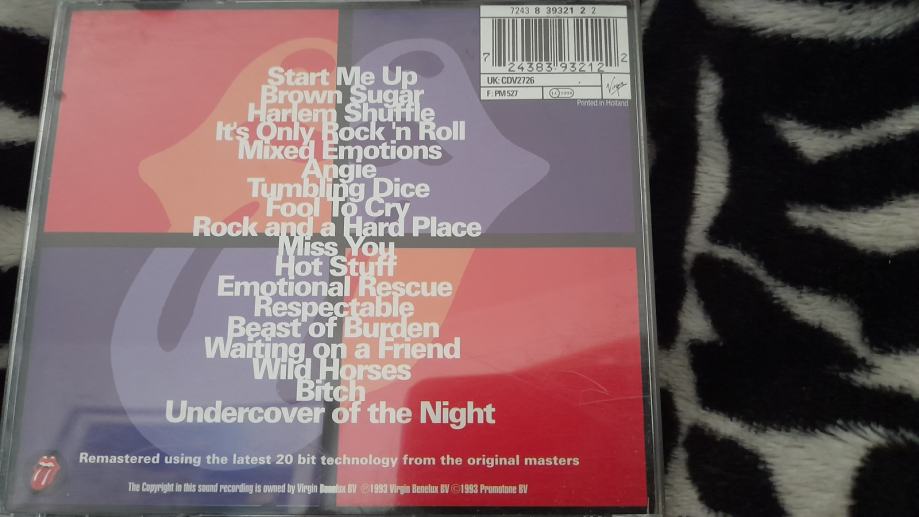 7243 8 39321 2 2
7 24383 93212 2
UK: CDV2726
F: PM 527
Virgin
Printed in Holland
Start Me Up
Brown Sugar
Harlem Shuffle
It's Only Rock 'n Roll
Mixed Emotions
Angie
Tumbling Dice
Fool To Cry
Rock and a Hard Place
Miss You
Hot Stuff
Emotional Rescue
Respectable
Beast of Burden
Waiting on a Friend
Wild Horses
Bitch
Undercover of the Night
Remastered using the latest 20 bit technology from the original masters
The Copyright in this sound recording is owned by Virgin Benelux BV ℗1993 Virgin Benelux BV ©1993 Promotone BV